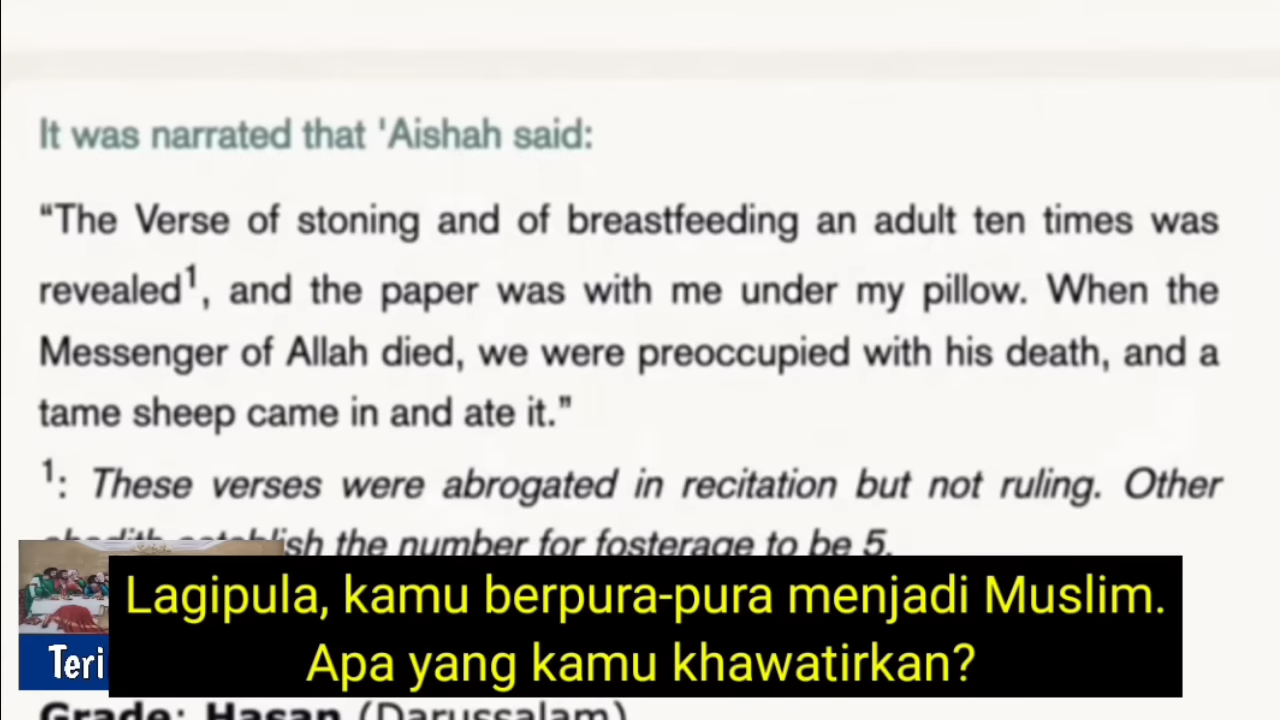 It was narrated that 'Aishah said:
“The Verse of stoning and of breastfeeding an adult ten times was
revealed¹, and the paper was with me under my pillow. When the
Messenger of Allah died, we were preoccupied with his death, and a
tame sheep came in and ate it.”
¹: These verses were abrogated in recitation but not ruling. Other
the number for fosterage to be 5.
Lagipula, kamu berpura-pura menjadi Muslim.
Apa yang kamu khawatirkan?
Teri
Grade: Hasan (Darussalam)